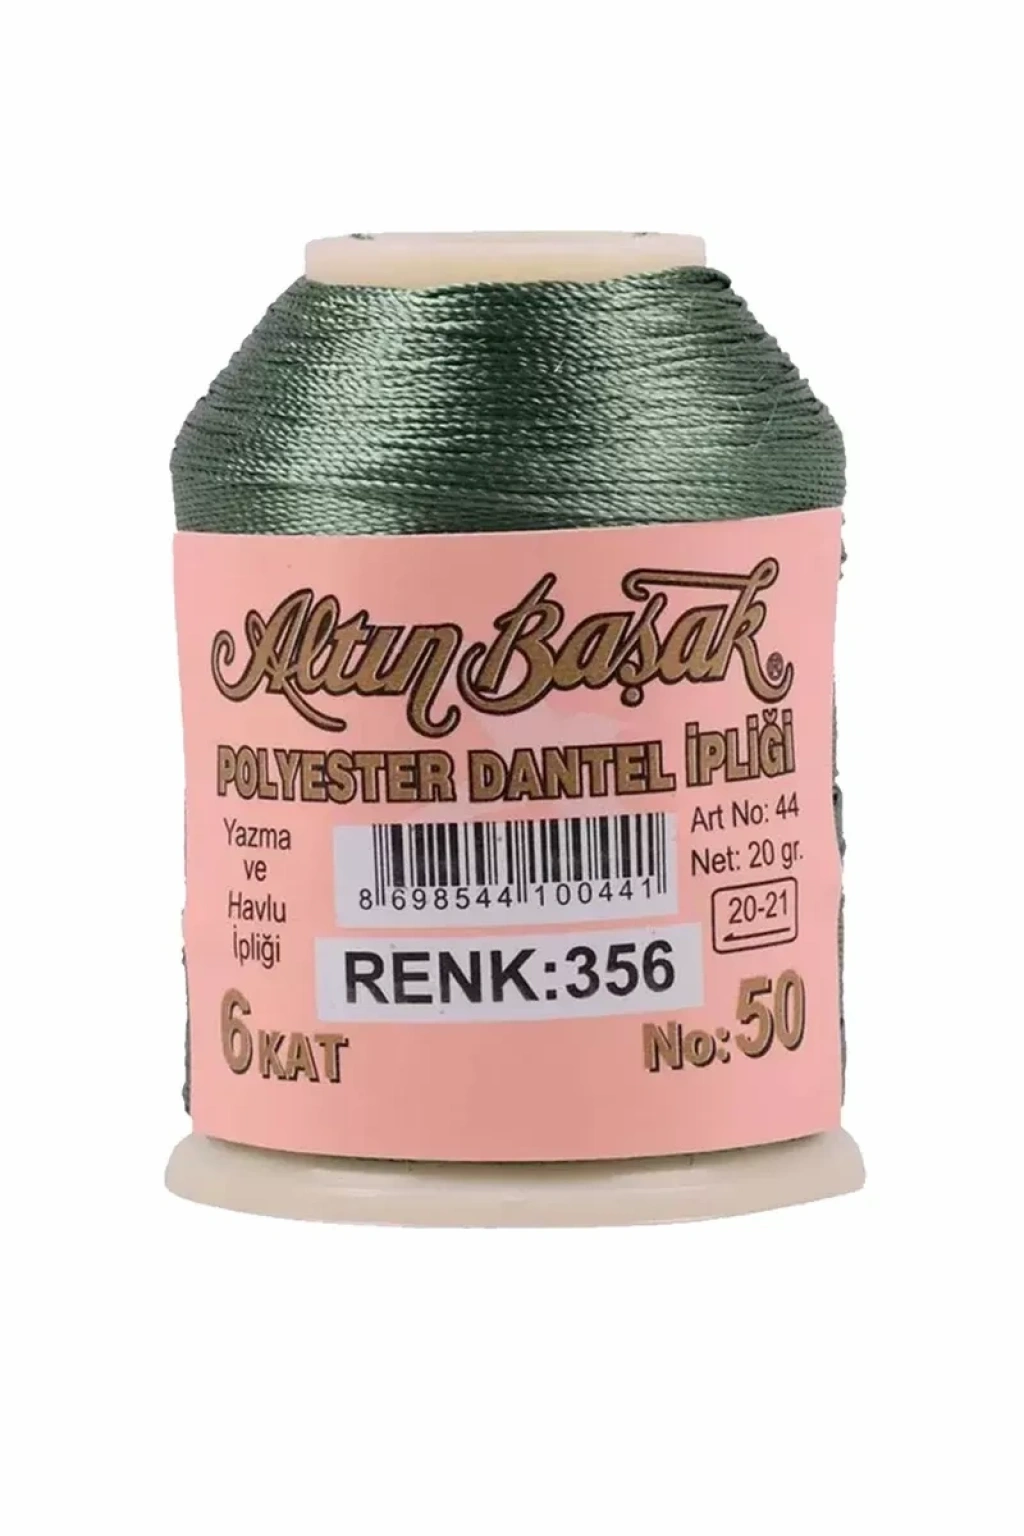 Altın Başak®
POLYESTER DANTEL İPLİĞİ
Yazma
ve
Havlu
İpliği
8 698544 100441
Art No: 44
Net: 20 gr.
20-21
RENK:356
6 KAT
No:50